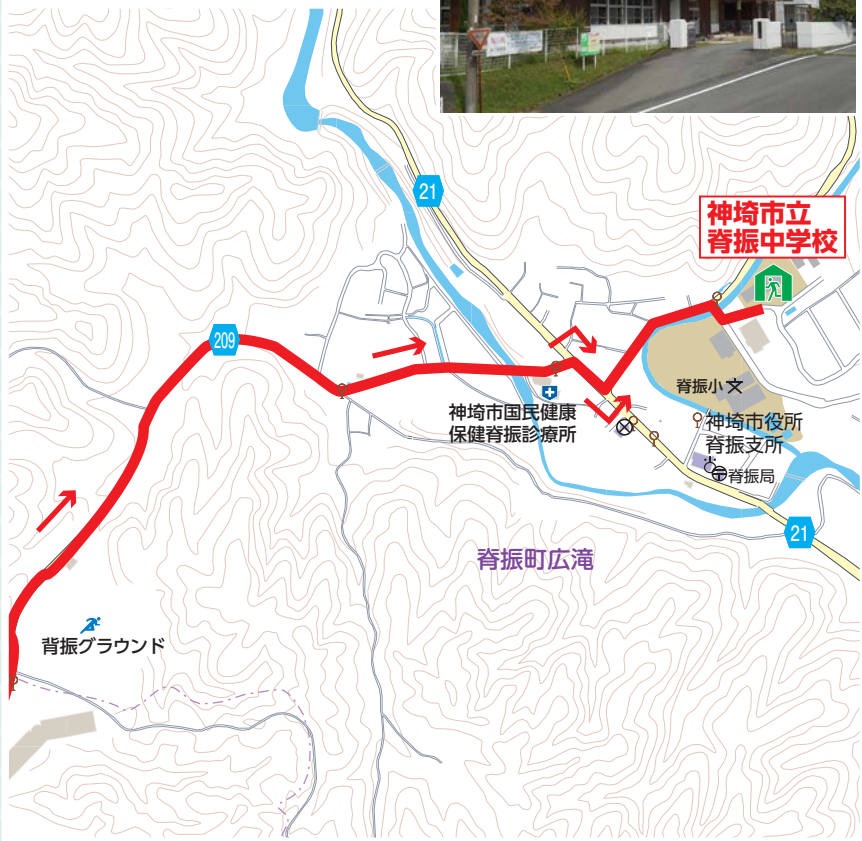 21
神埼市立
脊振中学校
209
脊振小
神埼市国民健康
保健脊振診療所
神埼市役所
脊振支所
脊振局
21
脊振町広滝
背振グラウンド